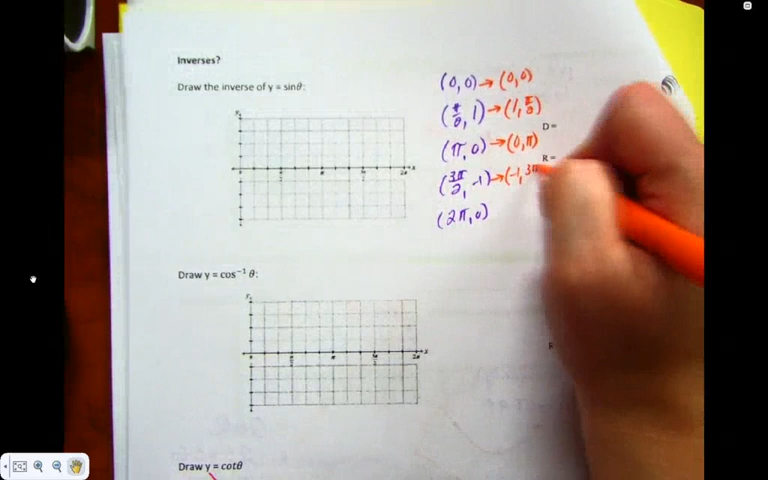 Inverses?
Draw the inverse of y = sinθ:
(0,0)→(0,0)
(π/2, 1)→(1, π/2)
(π, 0)→(0,π)
(3π/2, -1)→(-1, 3π
(2π, 0)
D =
R =
Draw y = cos⁻¹ θ:
Draw y = cotθ